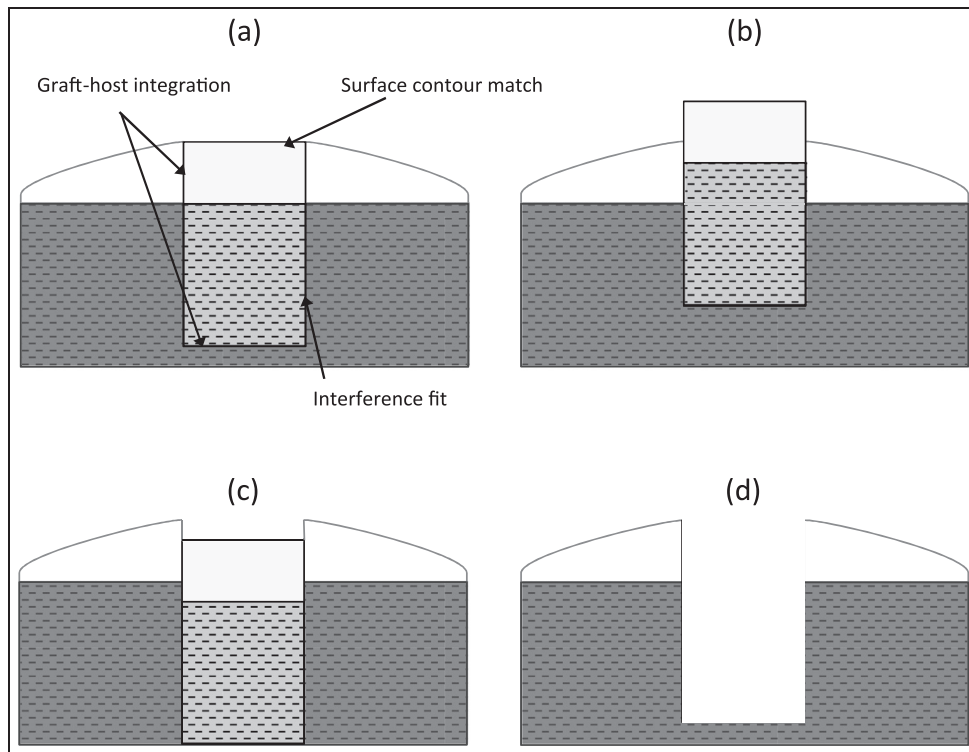 (a)
(b)
Graft-host integration
Surface contour match
Interference fit
(c)
(d)